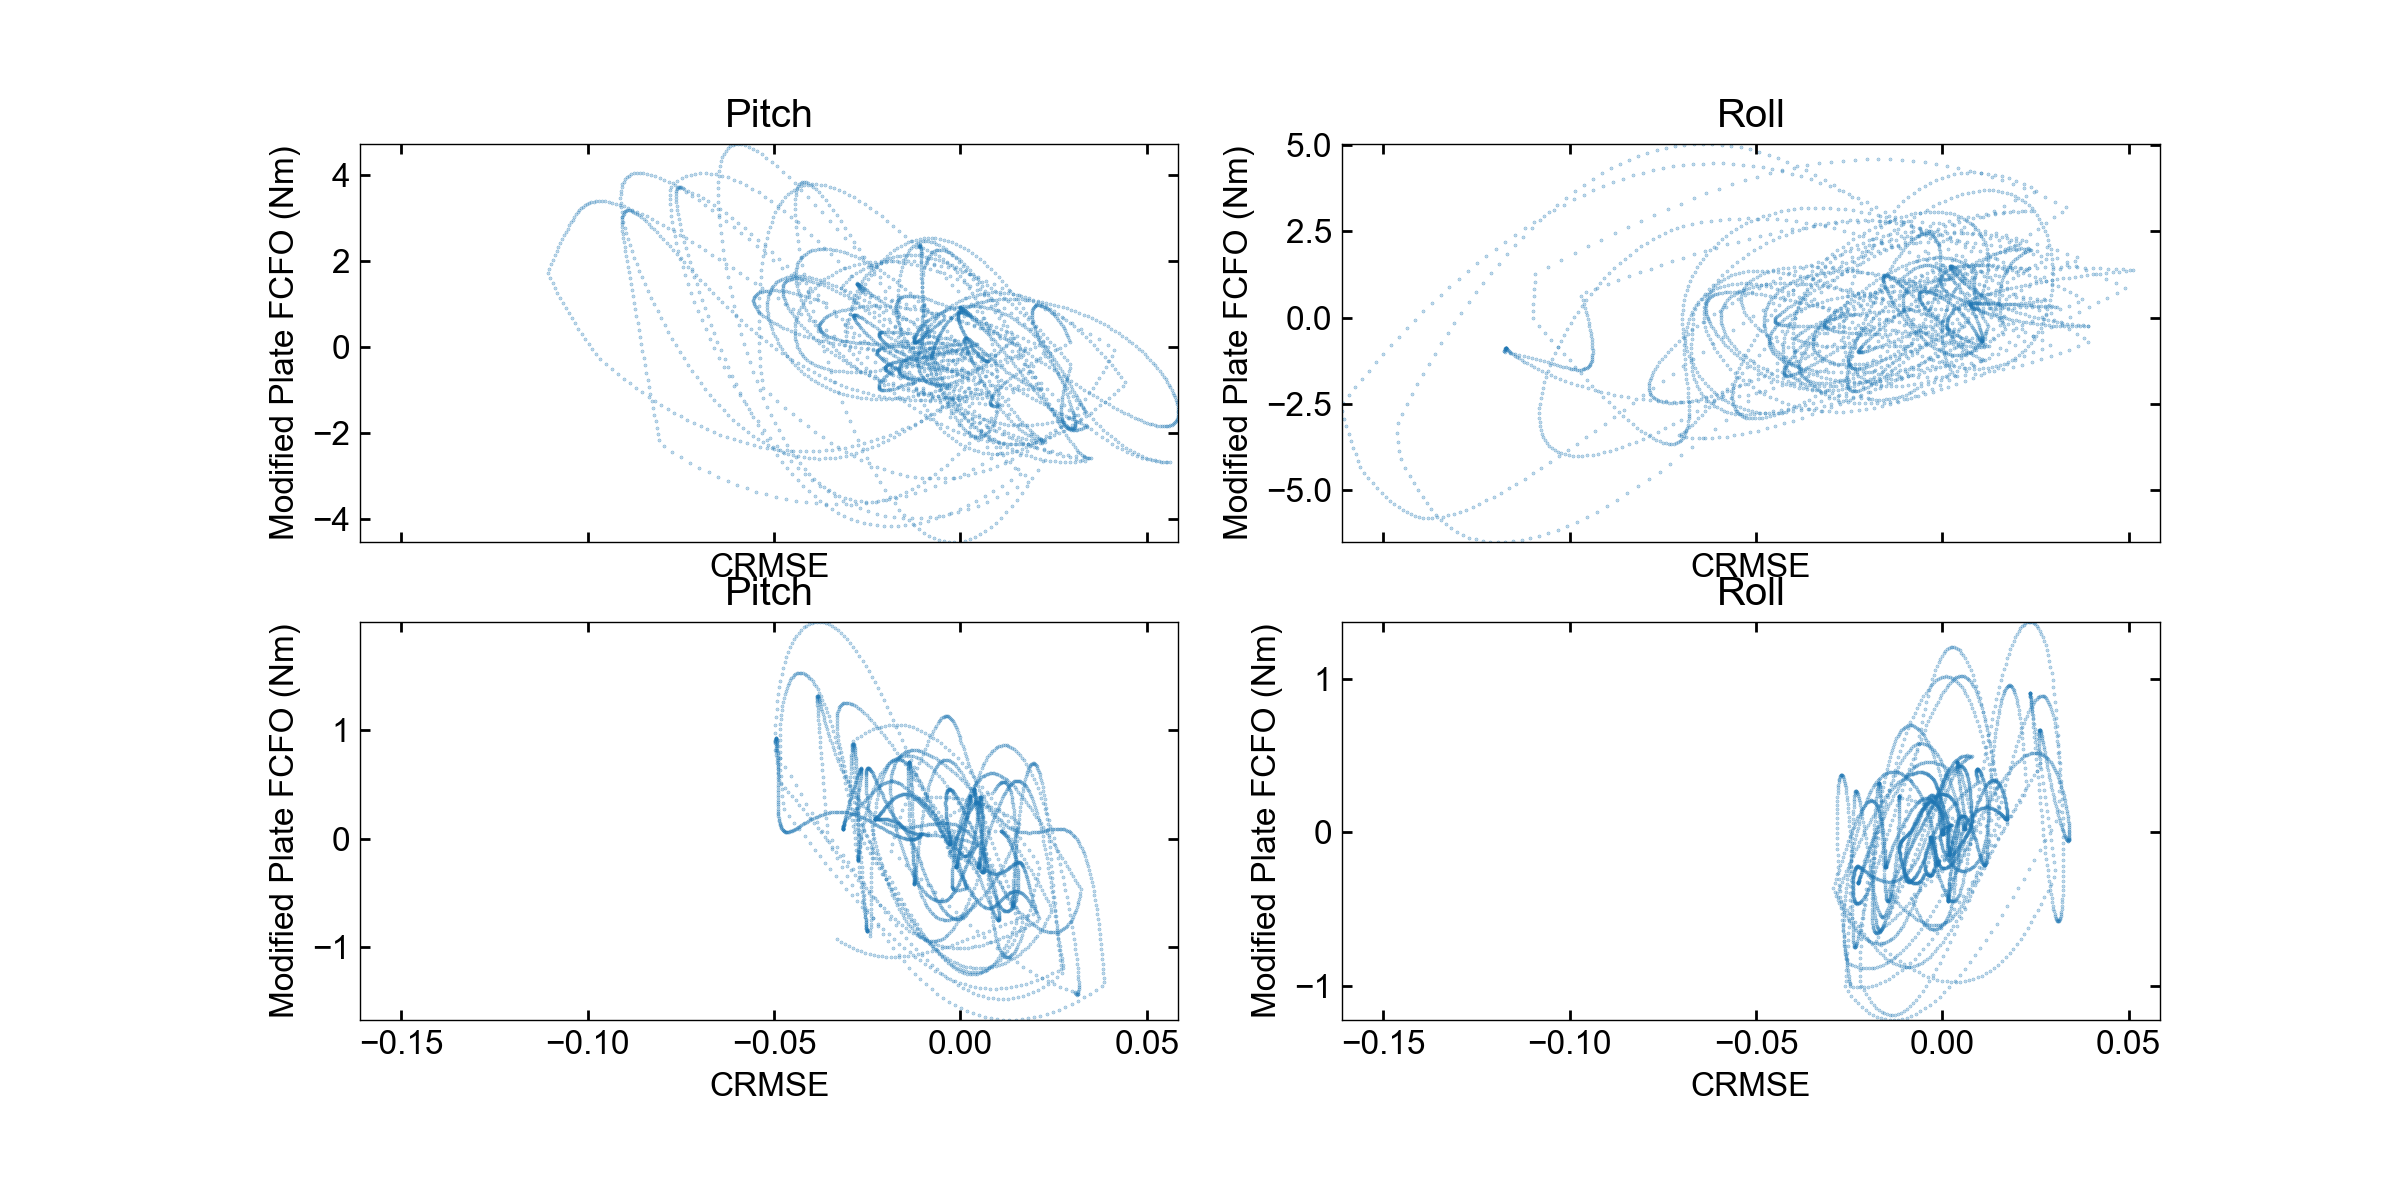 Pitch
Modified Plate FCFO (Nm)
4
2
0
−2
−4
CRMSE
Roll
Modified Plate FCFO (Nm)
5.0
2.5
0.0
−2.5
−5.0
CRMSE
Pitch
Modified Plate FCFO (Nm)
1
0
−1
−0.15 −0.10 −0.05 0.00 0.05
CRMSE
Roll
Modified Plate FCFO (Nm)
1
0
−1
−0.15 −0.10 −0.05 0.00 0.05
CRMSE